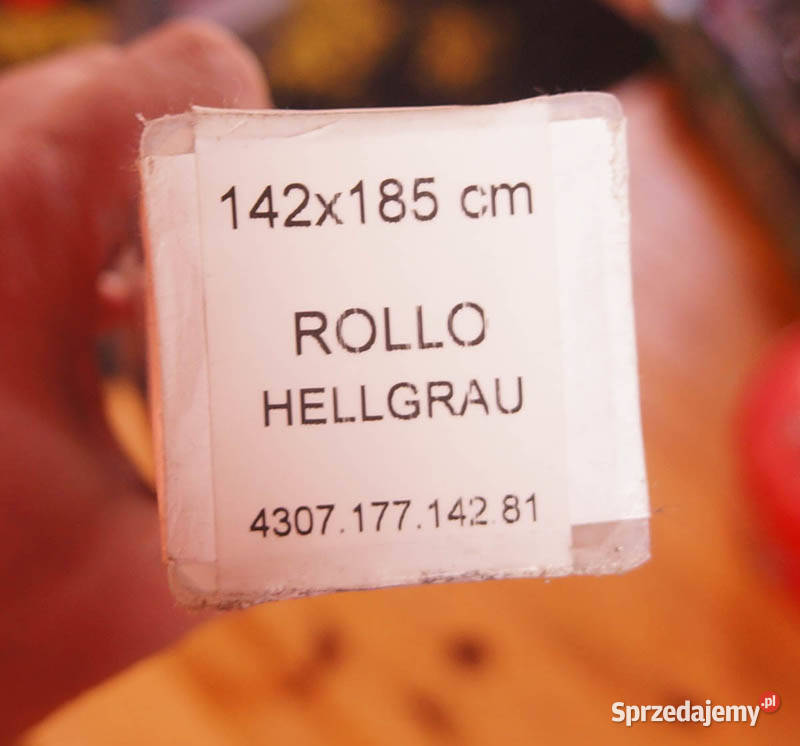 142x185 cm
ROLLO
HELLGRAU
4307.177.142.81
Sprzedajemy.pl